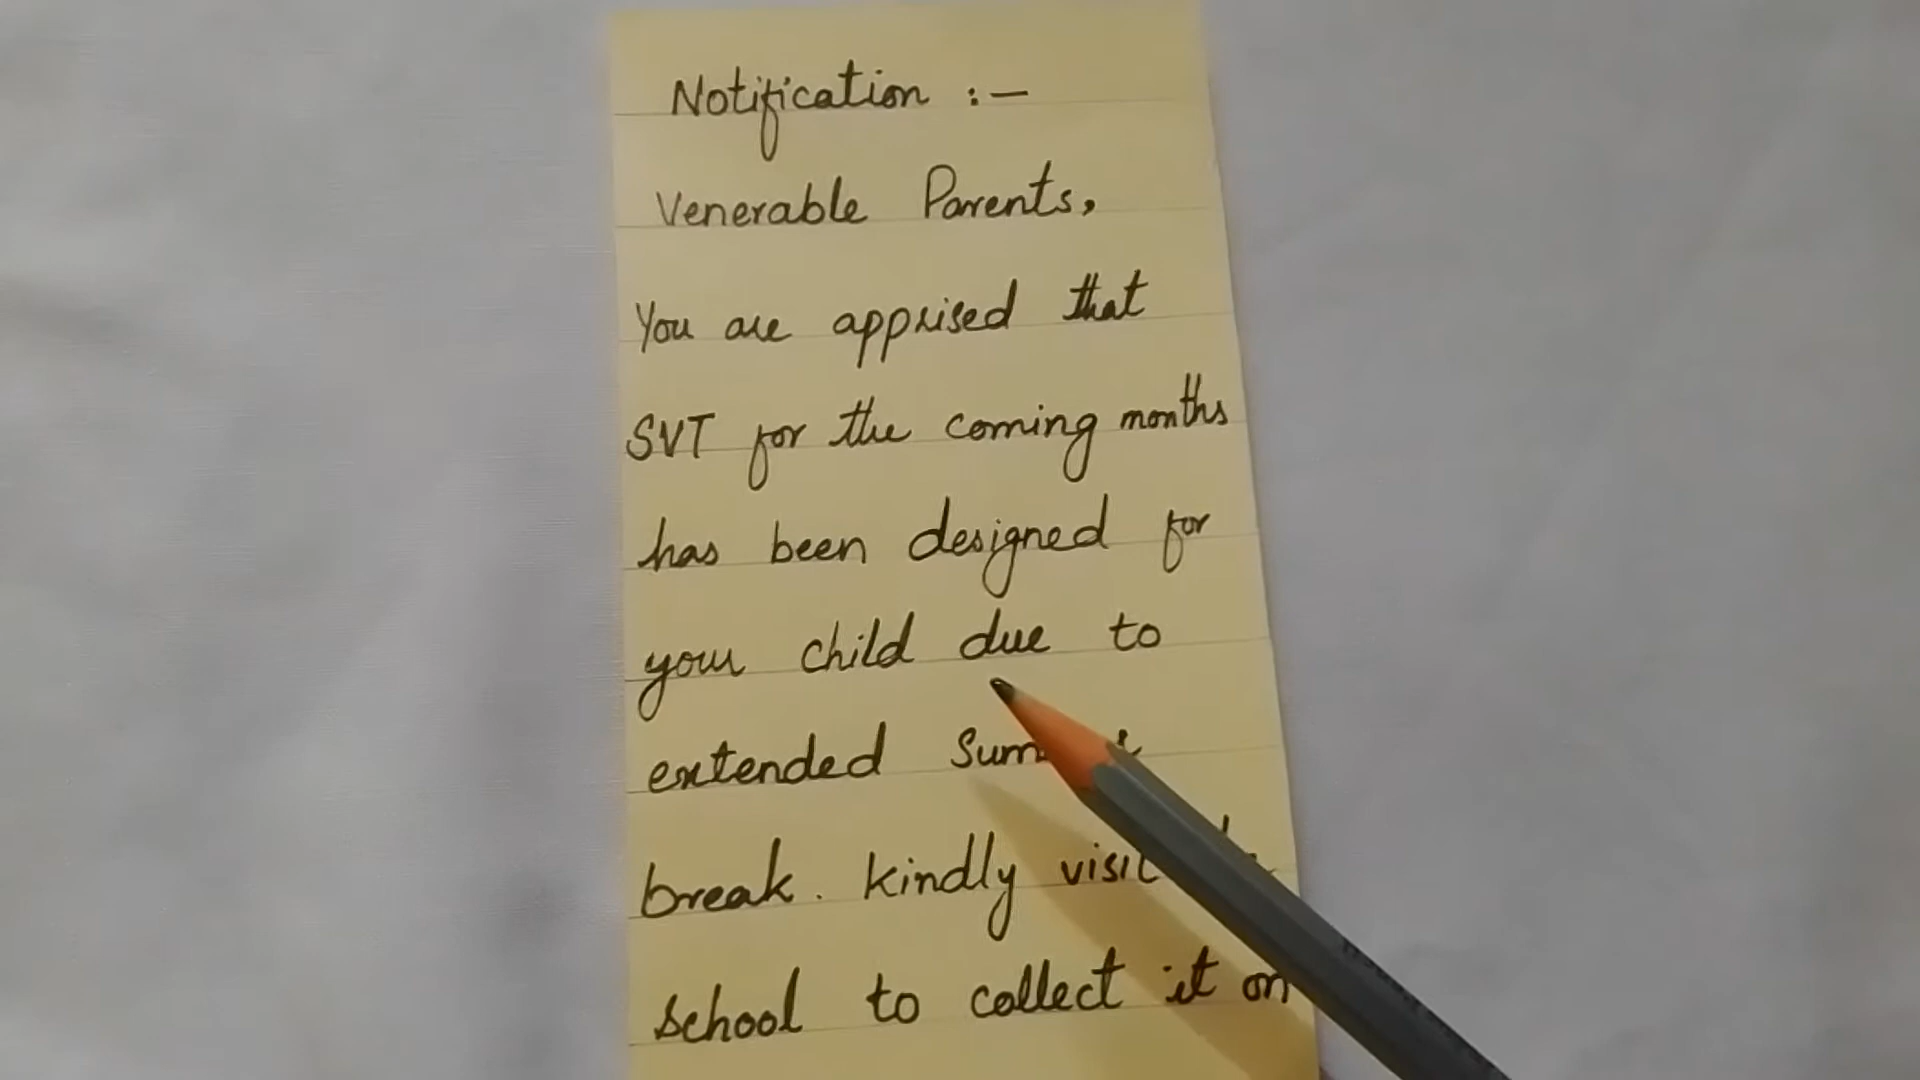 Notification :-
Venerable Parents,
You are apprised that
SVT for the coming months
has been designed for
your child due to
extended
break. Kindly visit
school to collect it on